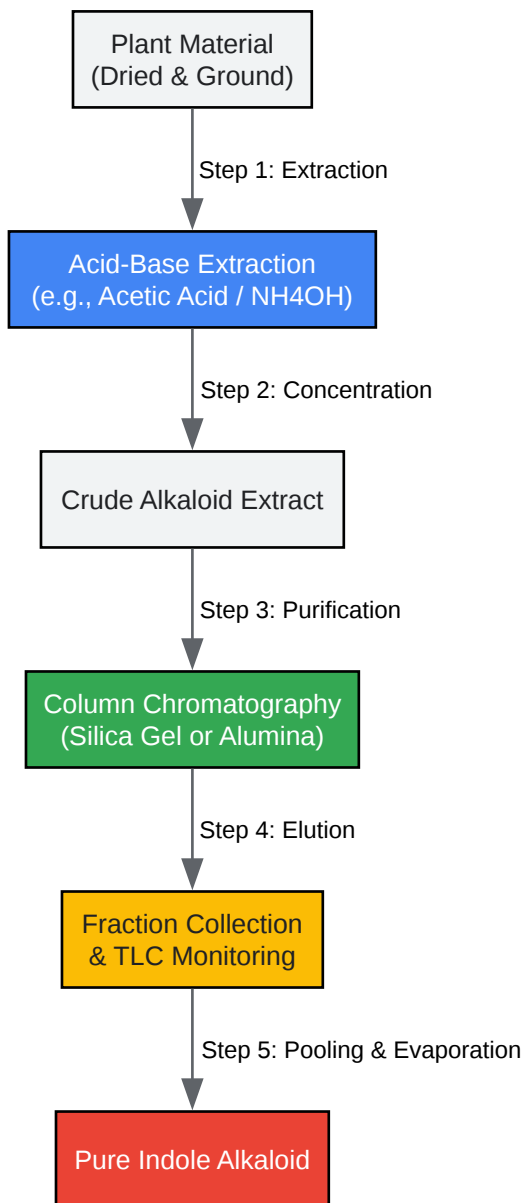 Plant Material
(Dried & Ground)
Step 1: Extraction
Acid-Base Extraction
(e.g., Acetic Acid / NH4OH)
Step 2: Concentration
Crude Alkaloid Extract
Step 3: Purification
Column Chromatography
(Silica Gel or Alumina)
Step 4: Elution
Fraction Collection
& TLC Monitoring
Step 5: Pooling & Evaporation
Pure Indole Alkaloid